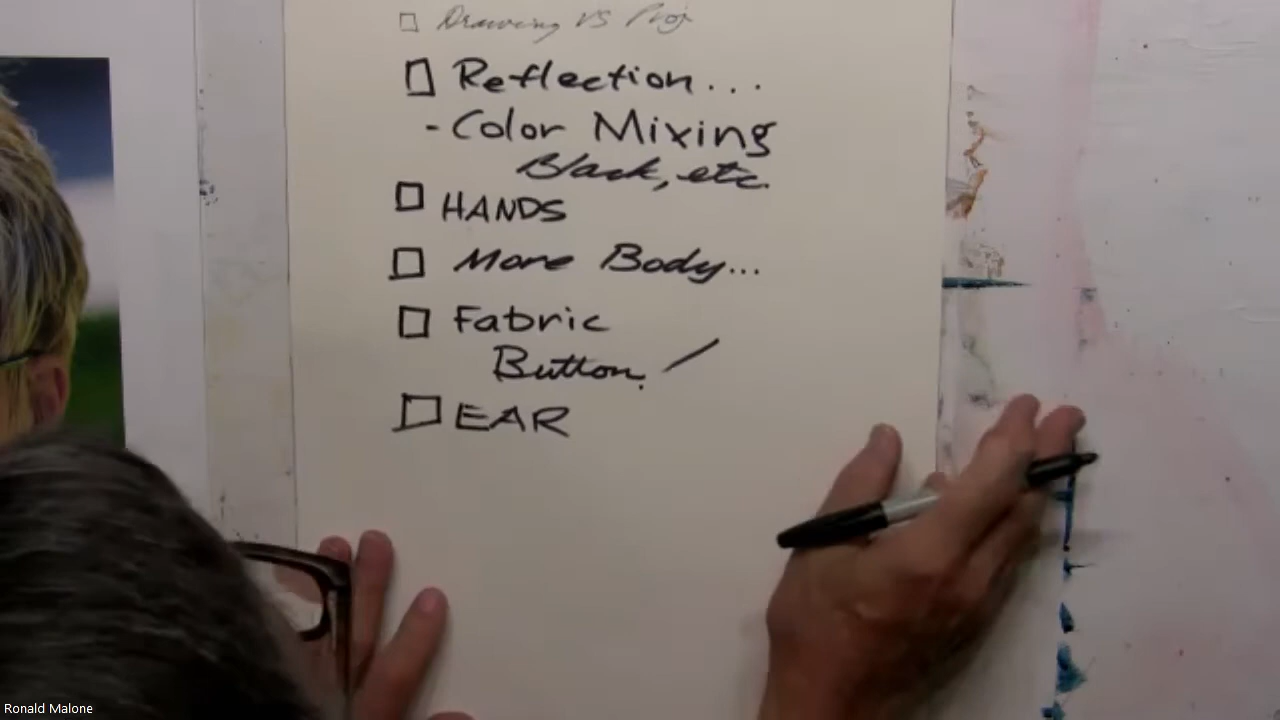 Drawing vs Proj
Reflection...
- Color Mixing
Black, etc.
HANDS
More Body...
Fabric
Button.
EAR
Ronald Malone